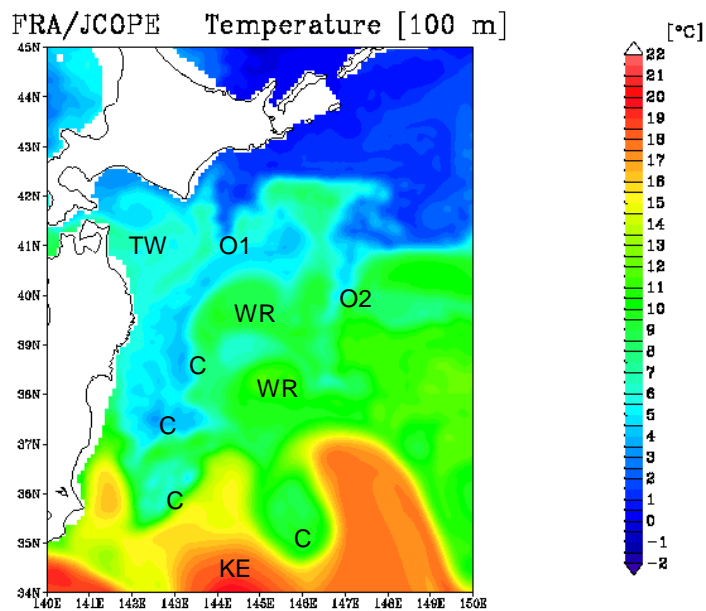 FRA/JCOPE Temperature [100 m]
[°C]
45N
44N
43N
42N
41N
40N
39N
38N
37N
36N
35N
34N
140E 141E 142E 143E 144E 145E 146E 147E 148E 149E 150E
TW
O1
O2
WR
C
WR
C
C
C
KE
22
21
20
19
18
17
16
15
14
13
12
11
10
9
8
7
6
5
4
3
2
1
0
-1
-2